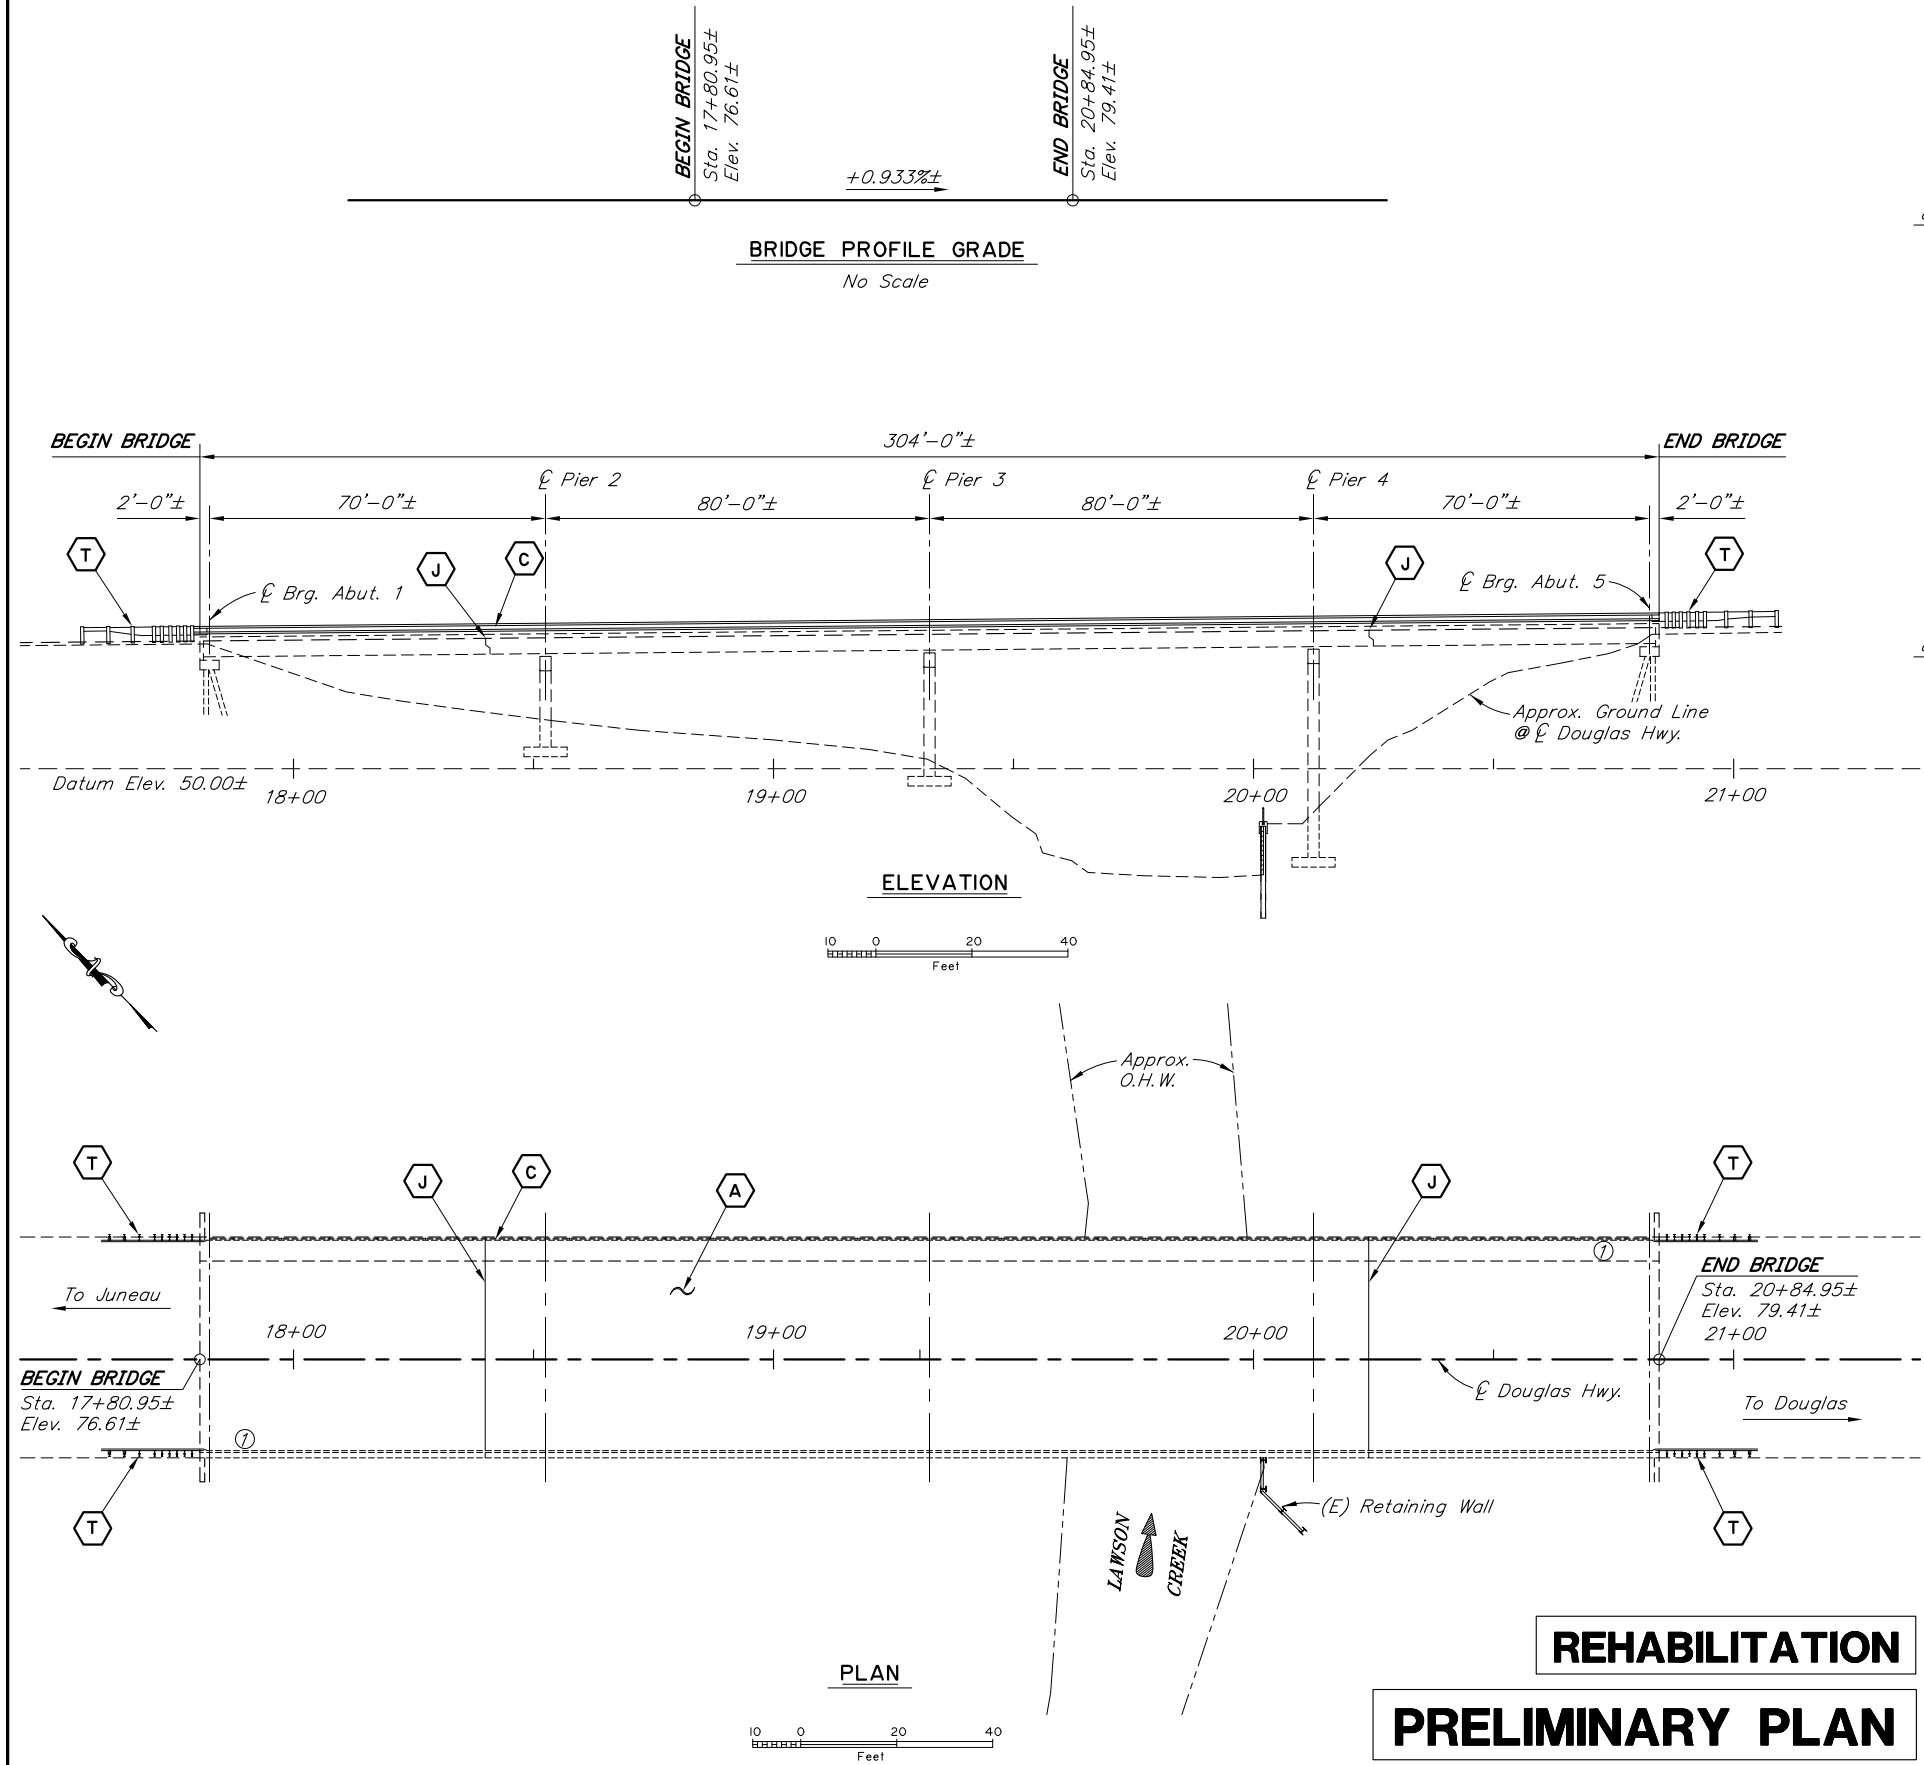 BEGIN BRIDGE
Sta. 17+80.95±
Elev. 76.61±
END BRIDGE
Sta. 20+84.95±
Elev. 79.41±
+0.933%±
BRIDGE PROFILE GRADE
No Scale
BEGIN BRIDGE
304'-0"±
END BRIDGE
℄ Pier 2
℄ Pier 3
℄ Pier 4
2'-0"±
70'-0"±
80'-0"±
80'-0"±
70'-0"±
2'-0"±
T
J
C
J
T
℄ Brg. Abut. 1
℄ Brg. Abut. 5
Approx. Ground Line
@ ℄ Douglas Hwy.
Datum Elev. 50.00±
18+00
19+00
20+00
21+00
ELEVATION
10 0 20 40
Feet
Approx.
O.H.W.
T
J
C
A
J
T
1
END BRIDGE
Sta. 20+84.95±
Elev. 79.41±
To Juneau
18+00
19+00
20+00
21+00
BEGIN BRIDGE
Sta. 17+80.95±
Elev. 76.61±
℄ Douglas Hwy.
To Douglas
1
T
(E) Retaining Wall
T
LAWSON
CREEK
PLAN
10 0 20 40
Feet
REHABILITATION
PRELIMINARY PLAN